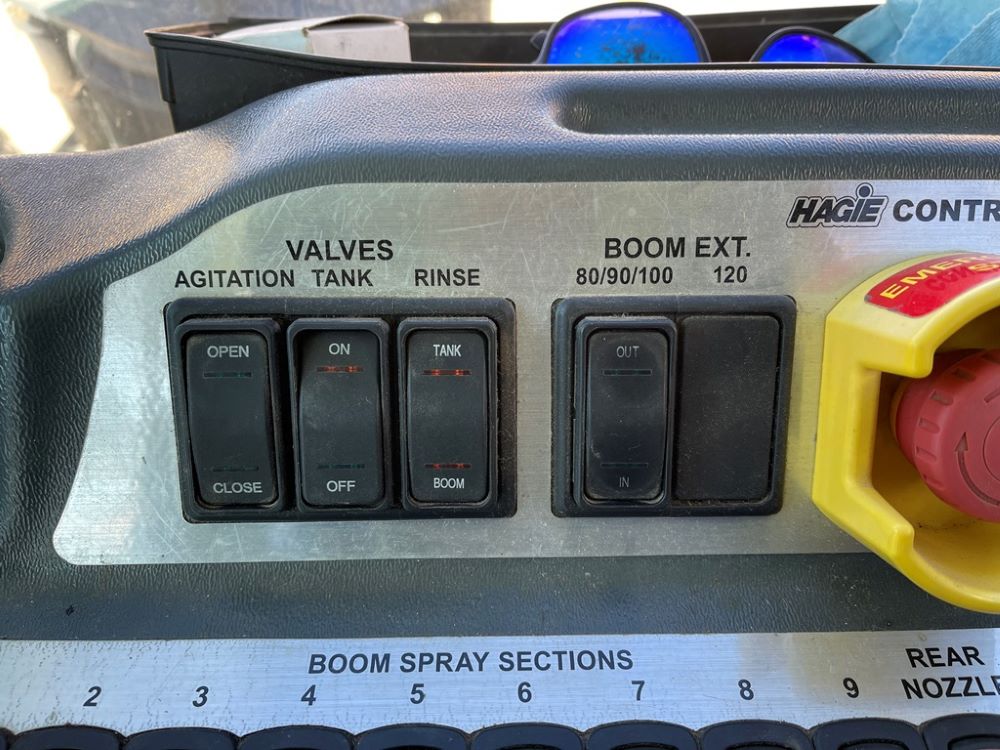 HAGIE CONTR
VALVES
AGITATION TANK RINSE
BOOM EXT.
80/90/100 120
OPEN
CLOSE
ON
OFF
TANK
BOOM
OUT
IN
EMER
BOOM SPRAY SECTIONS
2 3 4 5 6 7 8 9
REAR
NOZZLE